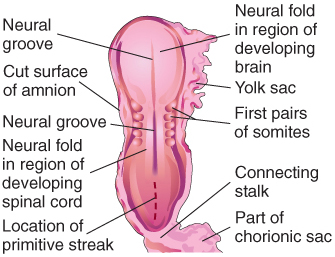 Neural
groove
Cut surface
of amnion
Neural groove
Neural fold
in region of
developing
spinal cord
Location of
primitive streak
Neural fold
in region of
developing
brain
Yolk sac
First pairs
of somites
Connecting
stalk
Part of
chorionic sac